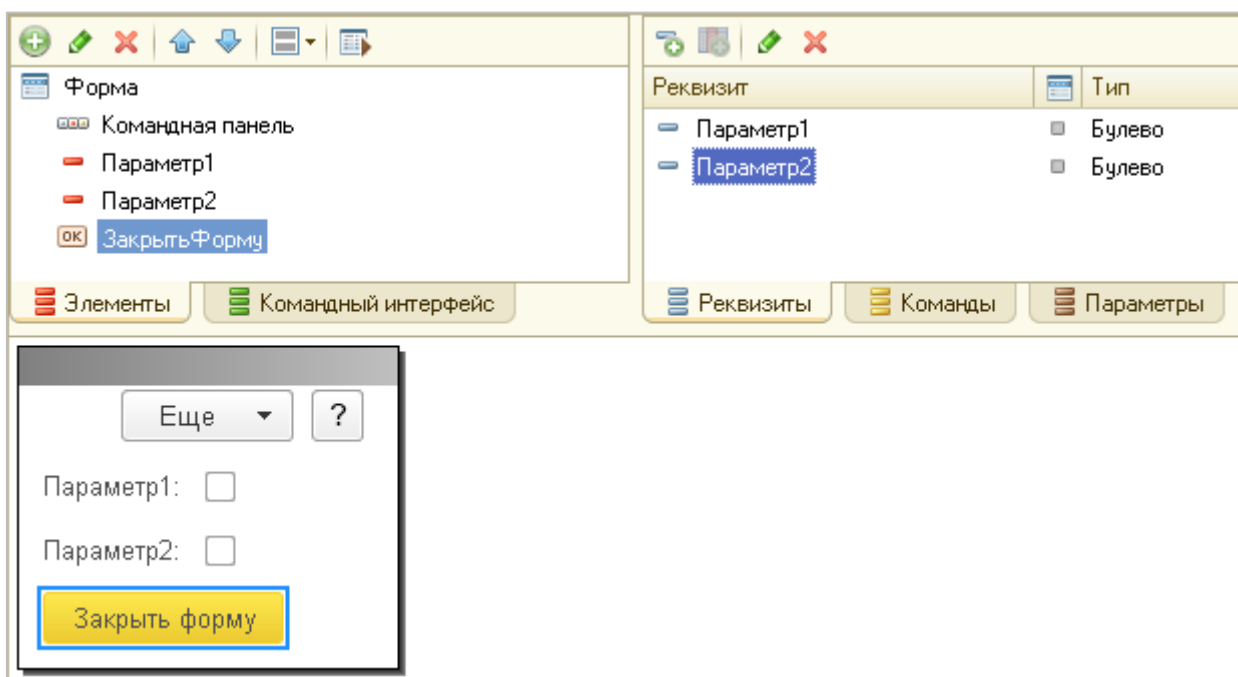 Форма
Командная панель
Параметр1
Параметр2
OK ЗакрытьФорму
Элементы Командный интерфейс
Реквизит Тип
Параметр1 Булево
Параметр2 Булево
Реквизиты Команды Параметры
Еще ?
Параметр1:
Параметр2:
Закрыть форму